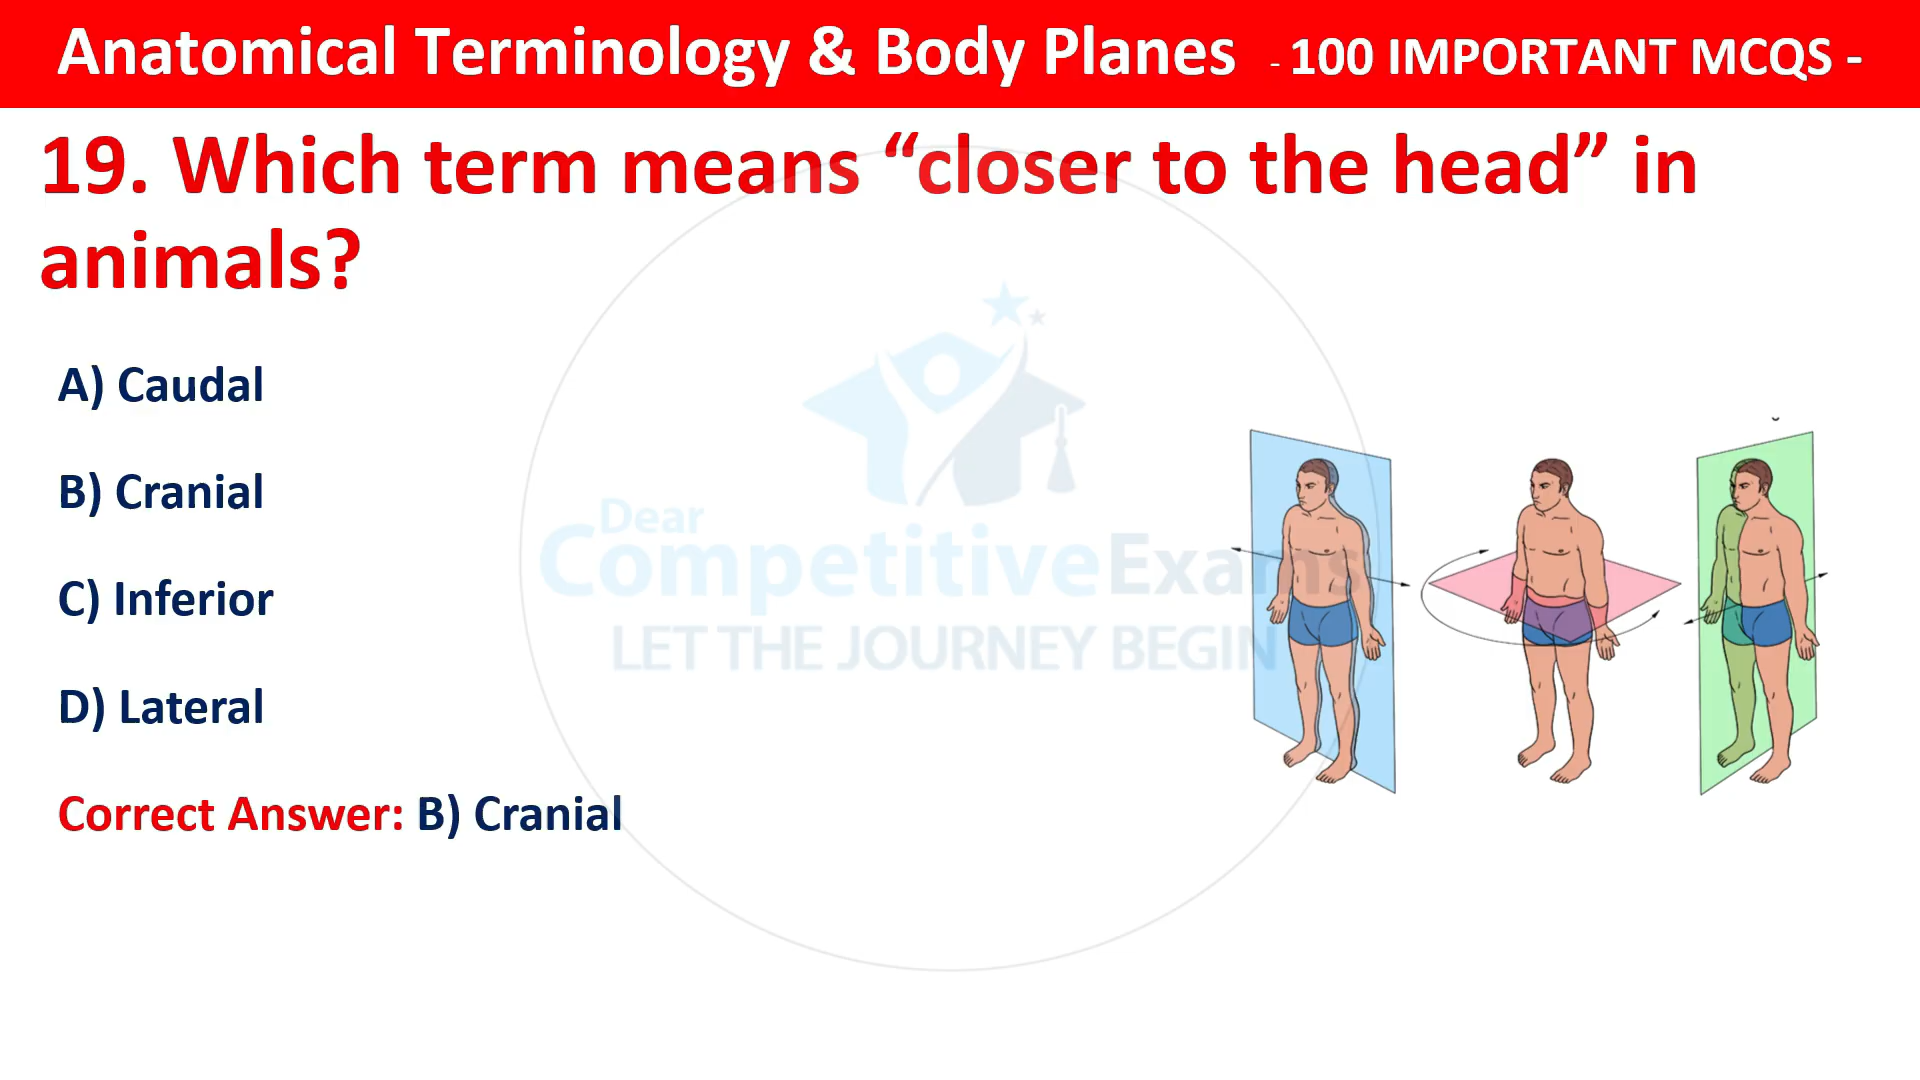 Anatomical Terminology & Body Planes - 100 IMPORTANT MCQS -
19. Which term means “closer to the head” in
animals?
A) Caudal
B) Cranial
C) Inferior
D) Lateral
Correct Answer: B) Cranial
Dear
CompetitiveExams
LET THE JOURNEY BEGIN